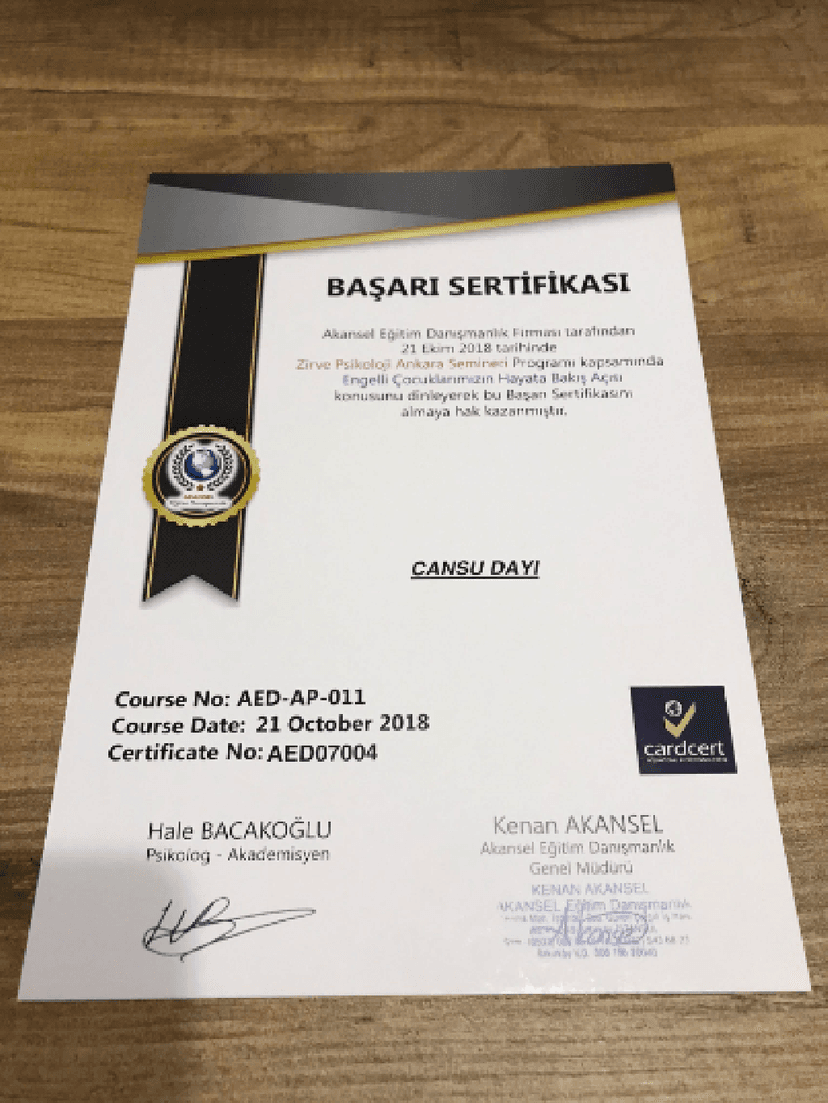 BAŞARI SERTİFİKASI
Akansel Eğitim Danışmanlık Firması tarafından
21 Ekim 2018 tarihinde
Zirve Psikoloji Ankara Semineri Programı kapsamında
Engelli Çocuklarımızın Hayata Bakış Açısı
konusunu dinleyerek bu Başarı Sertifikasını
almaya hak kazanmıştır.
CANSU DAYI
Course No: AED-AP-011
Course Date: 21 October 2018
Certificate No: AED07004
cardcert
Hale BACAKOĞLU
Psikolog - Akademisyen
Kenan AKANSEL
Akansel Eğitim Danışmanlık
Genel Müdürü
KENAN AKANSEL
AKANSEL Eğitim Danışmanlık